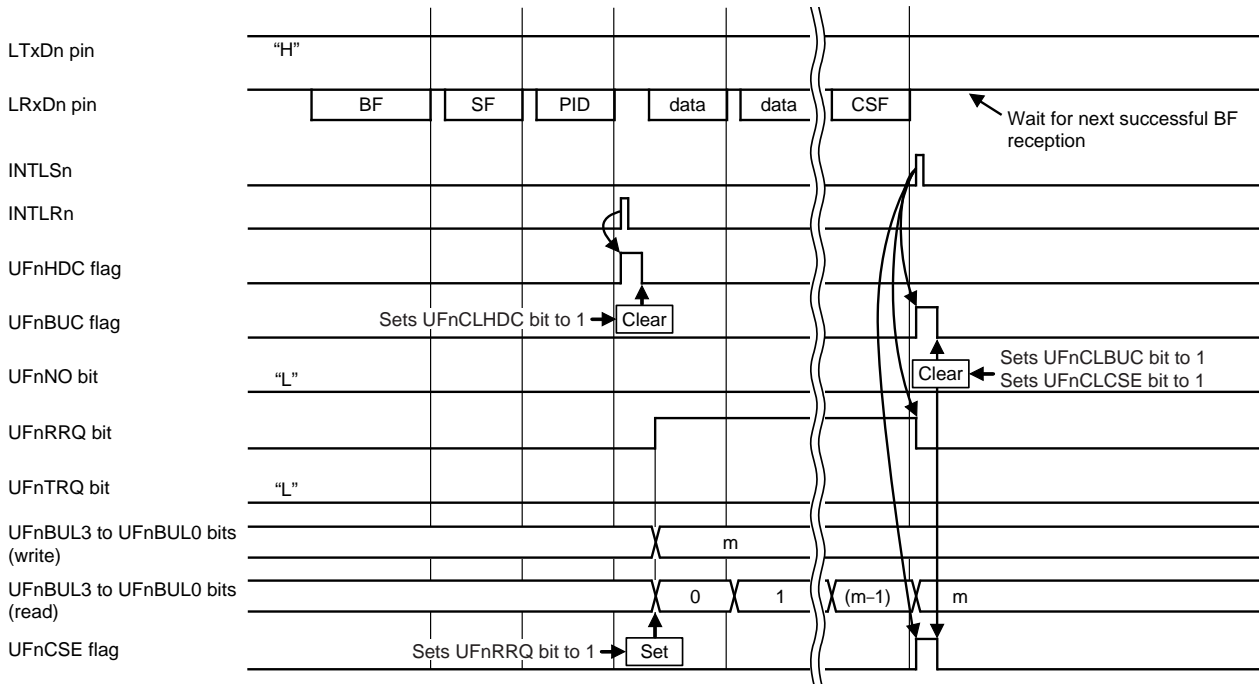 LTxDn pin
“H”
LRxDn pin
BF
SF
PID
data
data
CSF
Wait for next successful BF
reception
INTLSn
INTLRn
UFnHDC flag
UFnBUC flag
Sets UFnCLHDC bit to 1
Clear
UFnNO bit
“L”
Clear
Sets UFnCLBUC bit to 1
Sets UFnCLCSE bit to 1
UFnRRQ bit
UFnTRQ bit
“L”
UFnBUL3 to UFnBUL0 bits
(write)
m
UFnBUL3 to UFnBUL0 bits
(read)
0
1
(m−1)
m
UFnCSE flag
Sets UFnRRQ bit to 1
Set